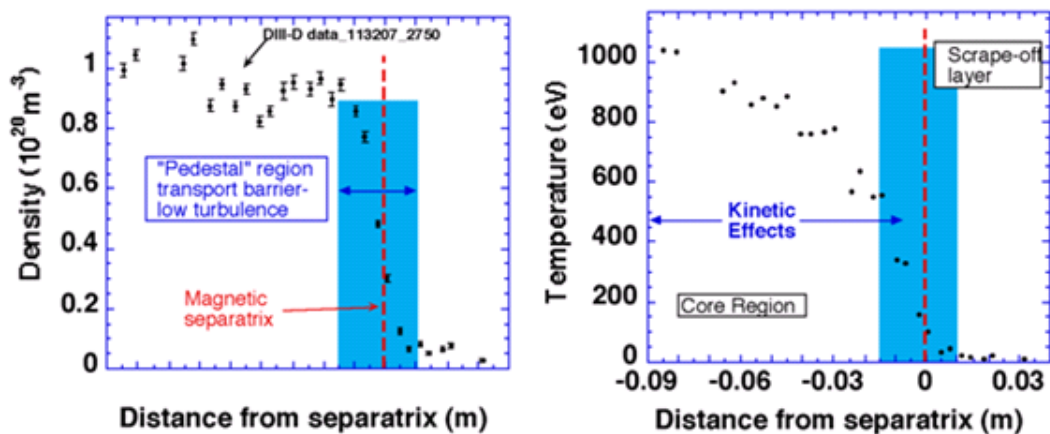 DIII-D data_113207_2750
1
0.8
0.6
0.4
0.2
0
Density (10²⁰ m⁻³)
"Pedestal" region
transport barrier-
low turbulence
Magnetic
separatrix
Distance from separatrix (m)
1000
800
600
400
200
0
Temperature (eV)
Scrape-off
layer
Kinetic
Effects
Core Region
-0.09
-0.06
-0.03
0
0.03
Distance from separatrix (m)